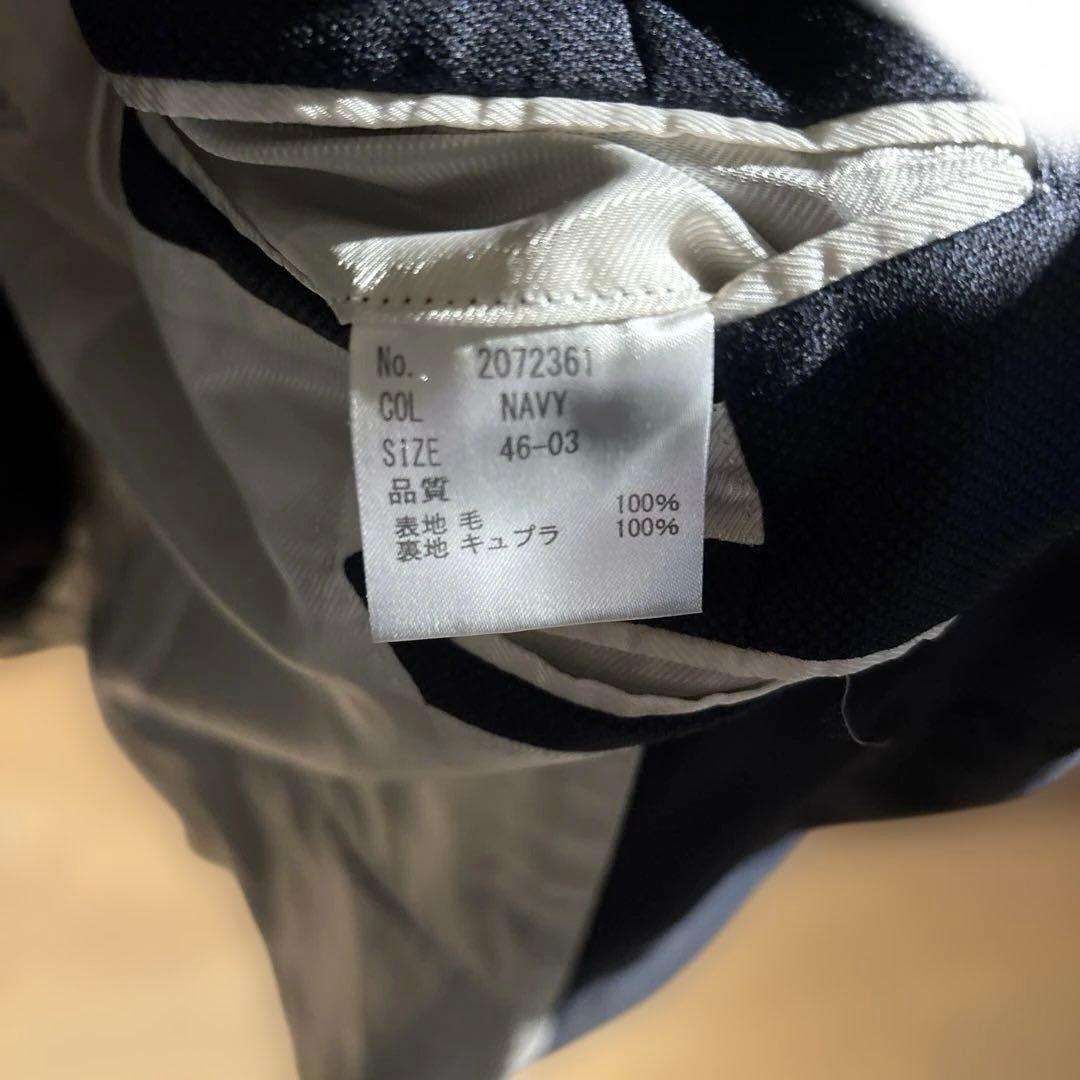 No. 2072361
COL NAVY
SiZE 46-03
品質
表地 毛 100%
裏地 キュプラ 100%